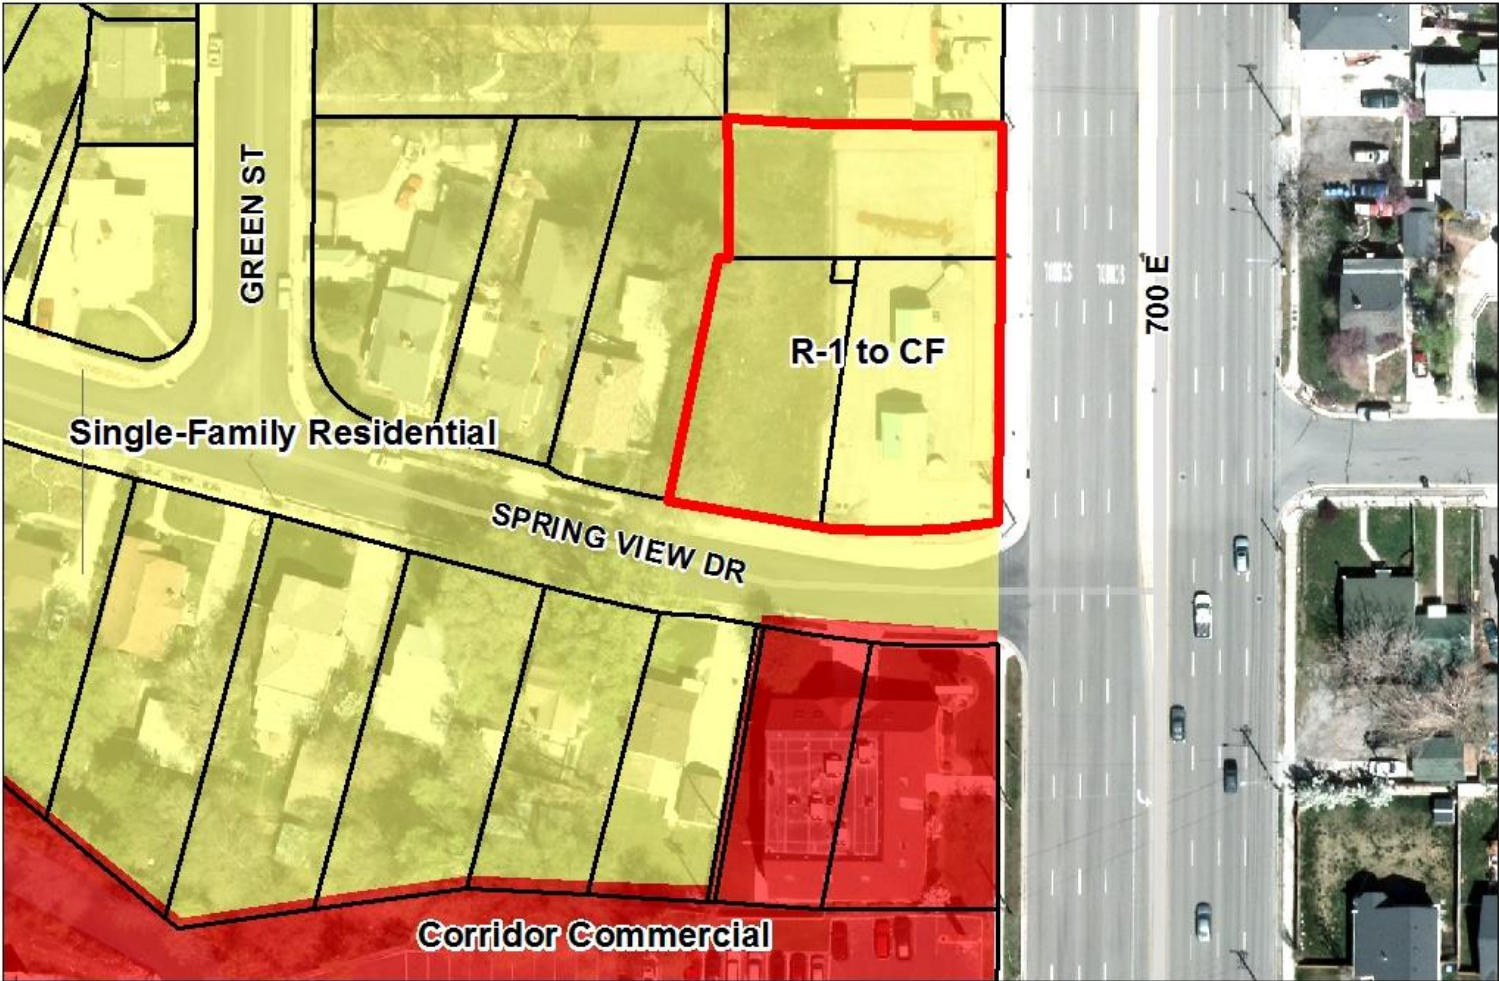 GREEN ST
700 E
R-1 to CF
Single-Family Residential
SPRING VIEW DR
Corridor Commercial